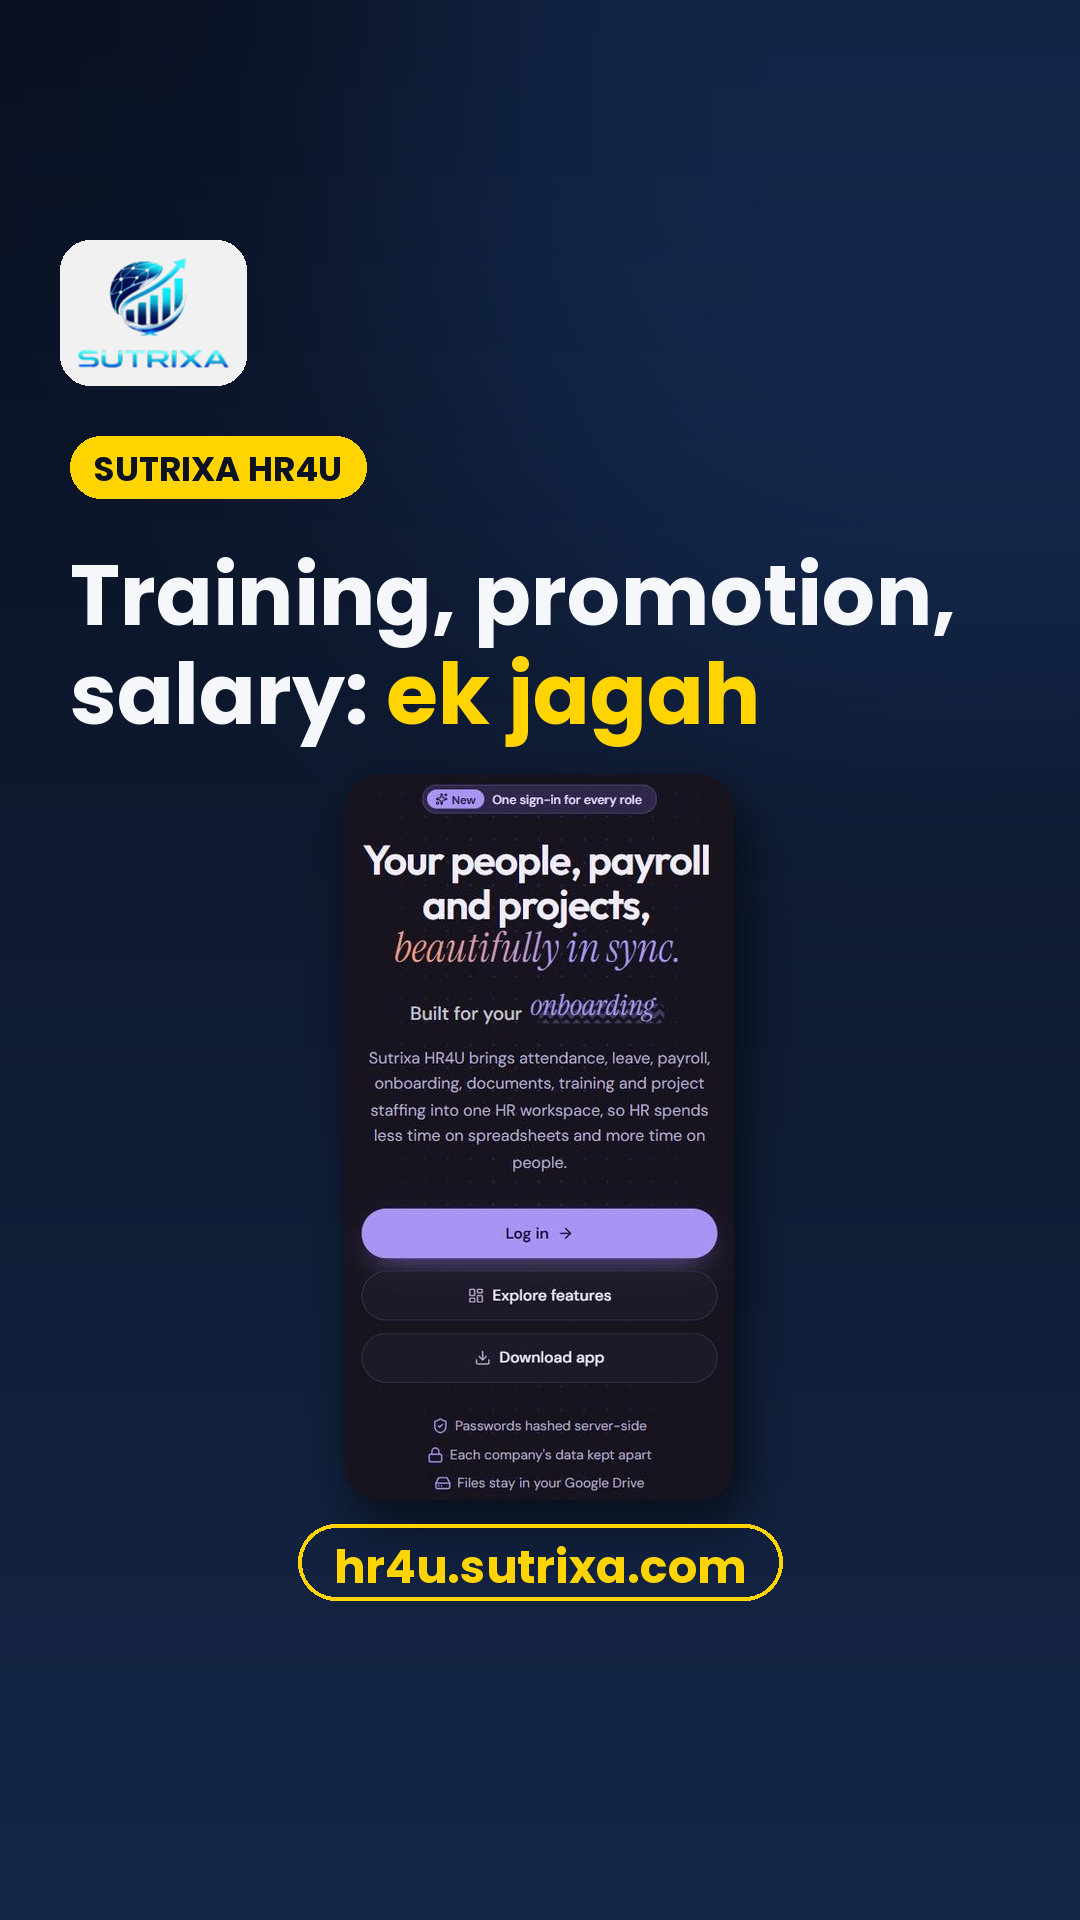 SUTRIXA
SUTRIXA HR4U
Training, promotion,
salary: ek jagah
New One sign-in for every role
Your people, payroll
and projects,
beautifully in sync.
Built for your onboarding
Sutrixa HR4U brings attendance, leave, payroll,
onboarding, documents, training and project
staffing into one HR workspace, so HR spends
less time on spreadsheets and more time on
people.
Log in →
Explore features
Download app
Passwords hashed server-side
Each company's data kept apart
Files stay in your Google Drive
hr4u.sutrixa.com